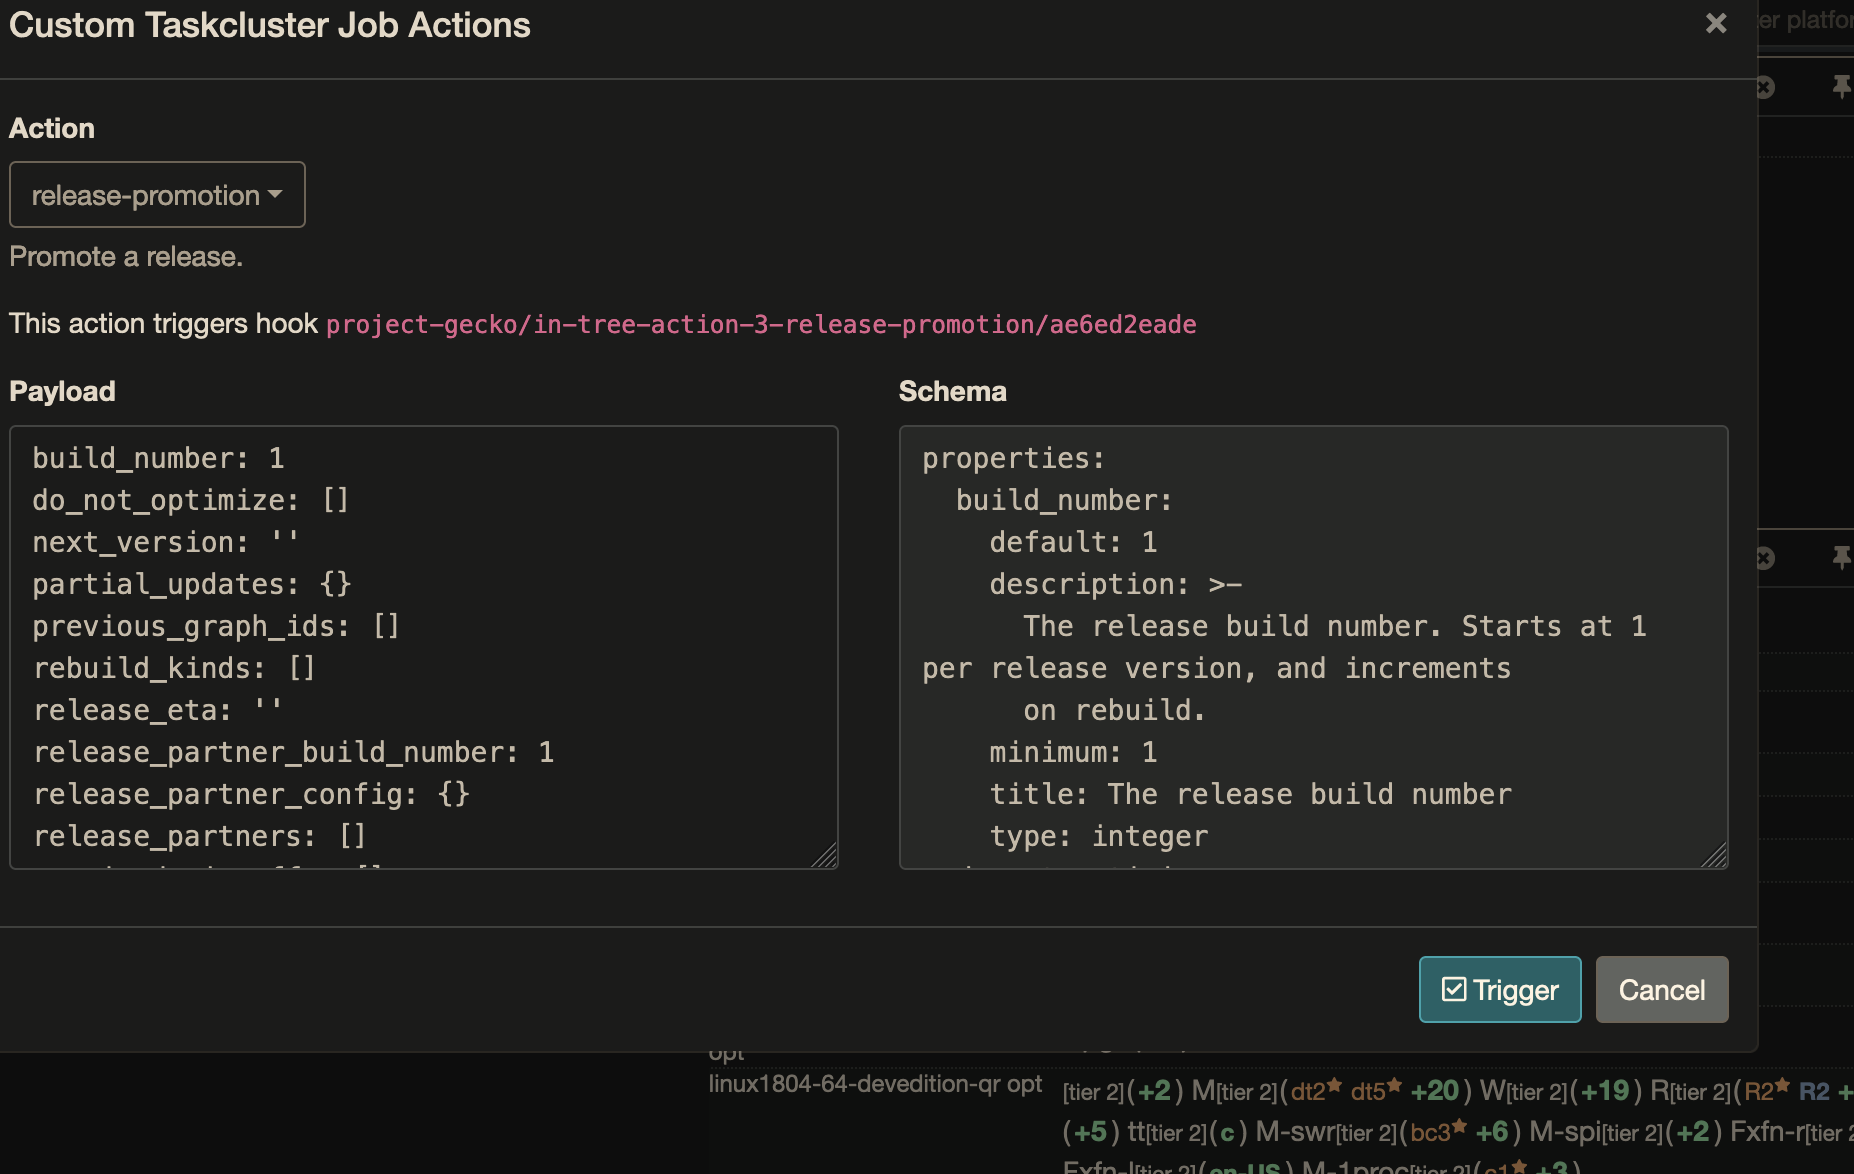 Custom Taskcluster Job Actions
Action
release-promotion
Promote a release.
This action triggers hook project-gecko/in-tree-action-3-release-promotion/ae6ed2eade
Payload
build_number: 1
do_not_optimize: []
next_version: ''
partial_updates: {}
previous_graph_ids: []
rebuild_kinds: []
release_eta: ''
release_partner_build_number: 1
release_partner_config: {}
release_partners: []
Schema
properties:
build_number:
default: 1
description: >-
The release build number. Starts at 1
per release version, and increments
on rebuild.
minimum: 1
title: The release build number
type: integer
Trigger
Cancel
opt
linux1804-64-devedition-qr opt
[tier 2](+2) M[tier 2](dt2 dt5 +20) W[tier 2](+19) R[tier 2](R2 R2
(+5) tt[tier 2](c) M-swr[tier 2](bc3 +6) M-spi[tier 2](+2) Fxfn-r[tier
Fxfn-l[tier 2](en-US) M-1proc[tier 2](c1 +3)